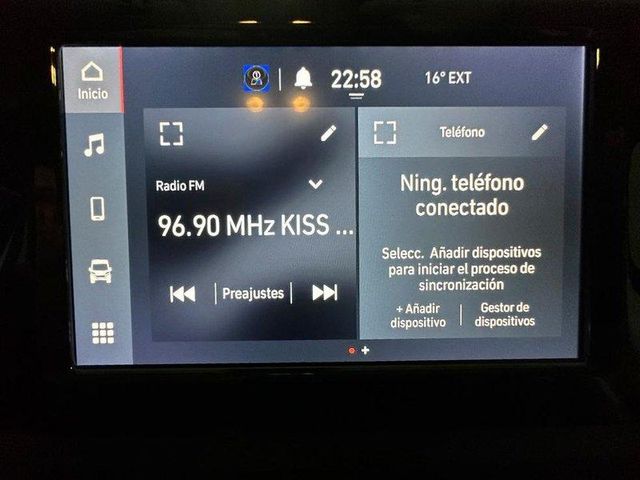 22:58
16° EXT
Inicio
Radio FM
96.90 MHz KISS ...
Preajustes
Teléfono
Ning. teléfono
conectado
Selecc. Añadir dispositivos
para iniciar el proceso de
sincronización
+ Añadir
dispositivo
Gestor de
dispositivos